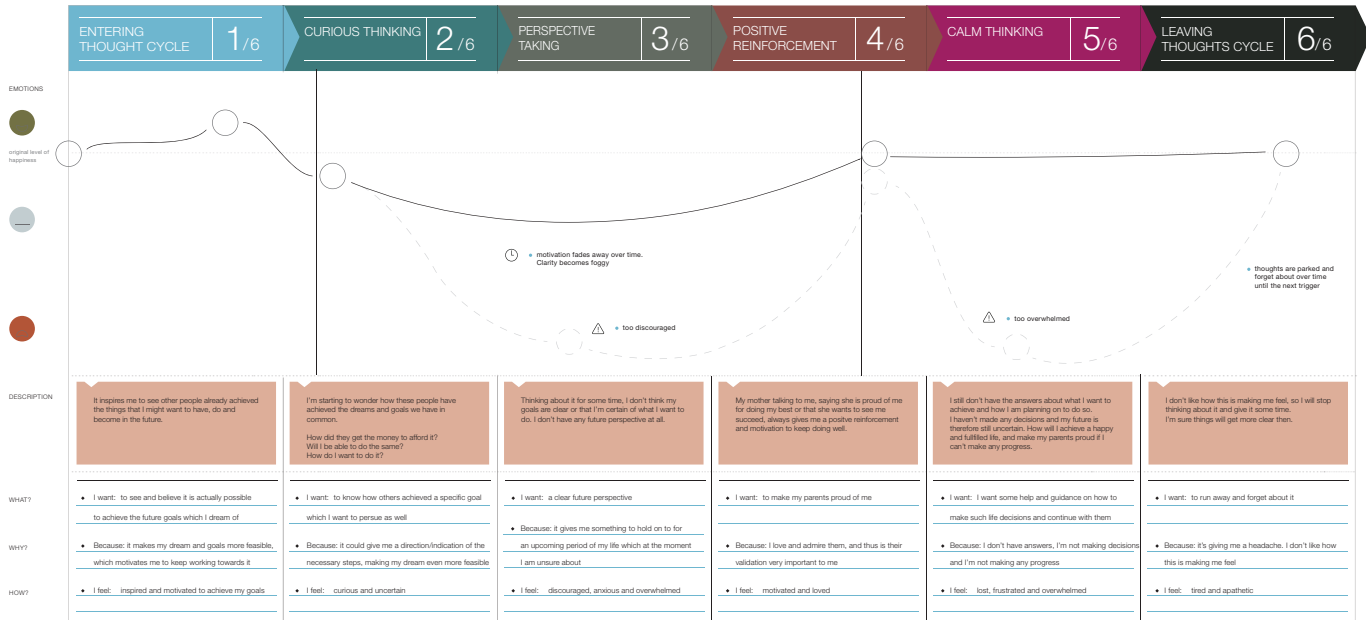 ENTERING
THOUGHT CYCLE
1/6
CURIOUS THINKING
2/6
PERSPECTIVE
TAKING
3/6
POSITIVE
REINFORCEMENT
4/6
CALM THINKING
5/6
LEAVING
THOUGHTS CYCLE
6/6
EMOTIONS
original level of
happiness
motivation fades away over time.
Clarity becomes foggy
too discouraged
too overwhelmed
thoughts are parked and
forget about over time
until the next trigger
DESCRIPTION
It inspires me to see other people already achieved
the things that I might want to have, do and
become in the future.
I'm starting to wonder how these people have
achieved the dreams and goals we have in
common.
How did they get the money to afford it?
Will I be able to do the same?
How do I want to do it?
Thinking about it for some time, I don't think my
goals are clear or that I'm certain of what I want to
do. I don't have any future perspective at all.
My mother talking to me, saying she is proud of me
for doing my best or that she wants to see me
succeed, always gives me a positive reinforcement
and motivation to keep doing well.
I still don't have the answers about what I want to
achieve and how I am planning on to do so.
I haven't made any decisions and my future is
therefore still uncertain. How will I achieve a happy
and fullfilled life, and make my parents proud if I
can't make any progress.
I don't like how this is making me feel, so I will stop
thinking about it and give it some time.
I'm sure things will get more clear then.
WHAT?
I want: to see and believe it is actually possible
to achieve the future goals which I dream of
I want: to know how others achieved a specific goal
which I want to persue as well
I want: a clear future perspective
I want: to make my parents proud of me
I want: I want some help and guidance on how to
make such life decisions and continue with them
I want: to run away and forget about it
WHY?
Because: it makes my dream and goals more feasible,
which motivates me to keep working towards it
Because: it could give me a direction/indication of the
necessary steps, making my dream even more feasible
Because: it gives me something to hold on to for
an upcoming period of my life which at the moment
I am unsure about
Because: I love and admire them, and thus is their
validation very important to me
Because: I don't have answers, I'm not making decisions
and I'm not making any progress
Because: it's giving me a headache. I don't like how
this is making me feel
HOW?
I feel: inspired and motivated to achieve my goals
I feel: curious and uncertain
I feel: discouraged, anxious and overwhelmed
I feel: motivated and loved
I feel: lost, frustrated and overwhelmed
I feel: tired and apathetic